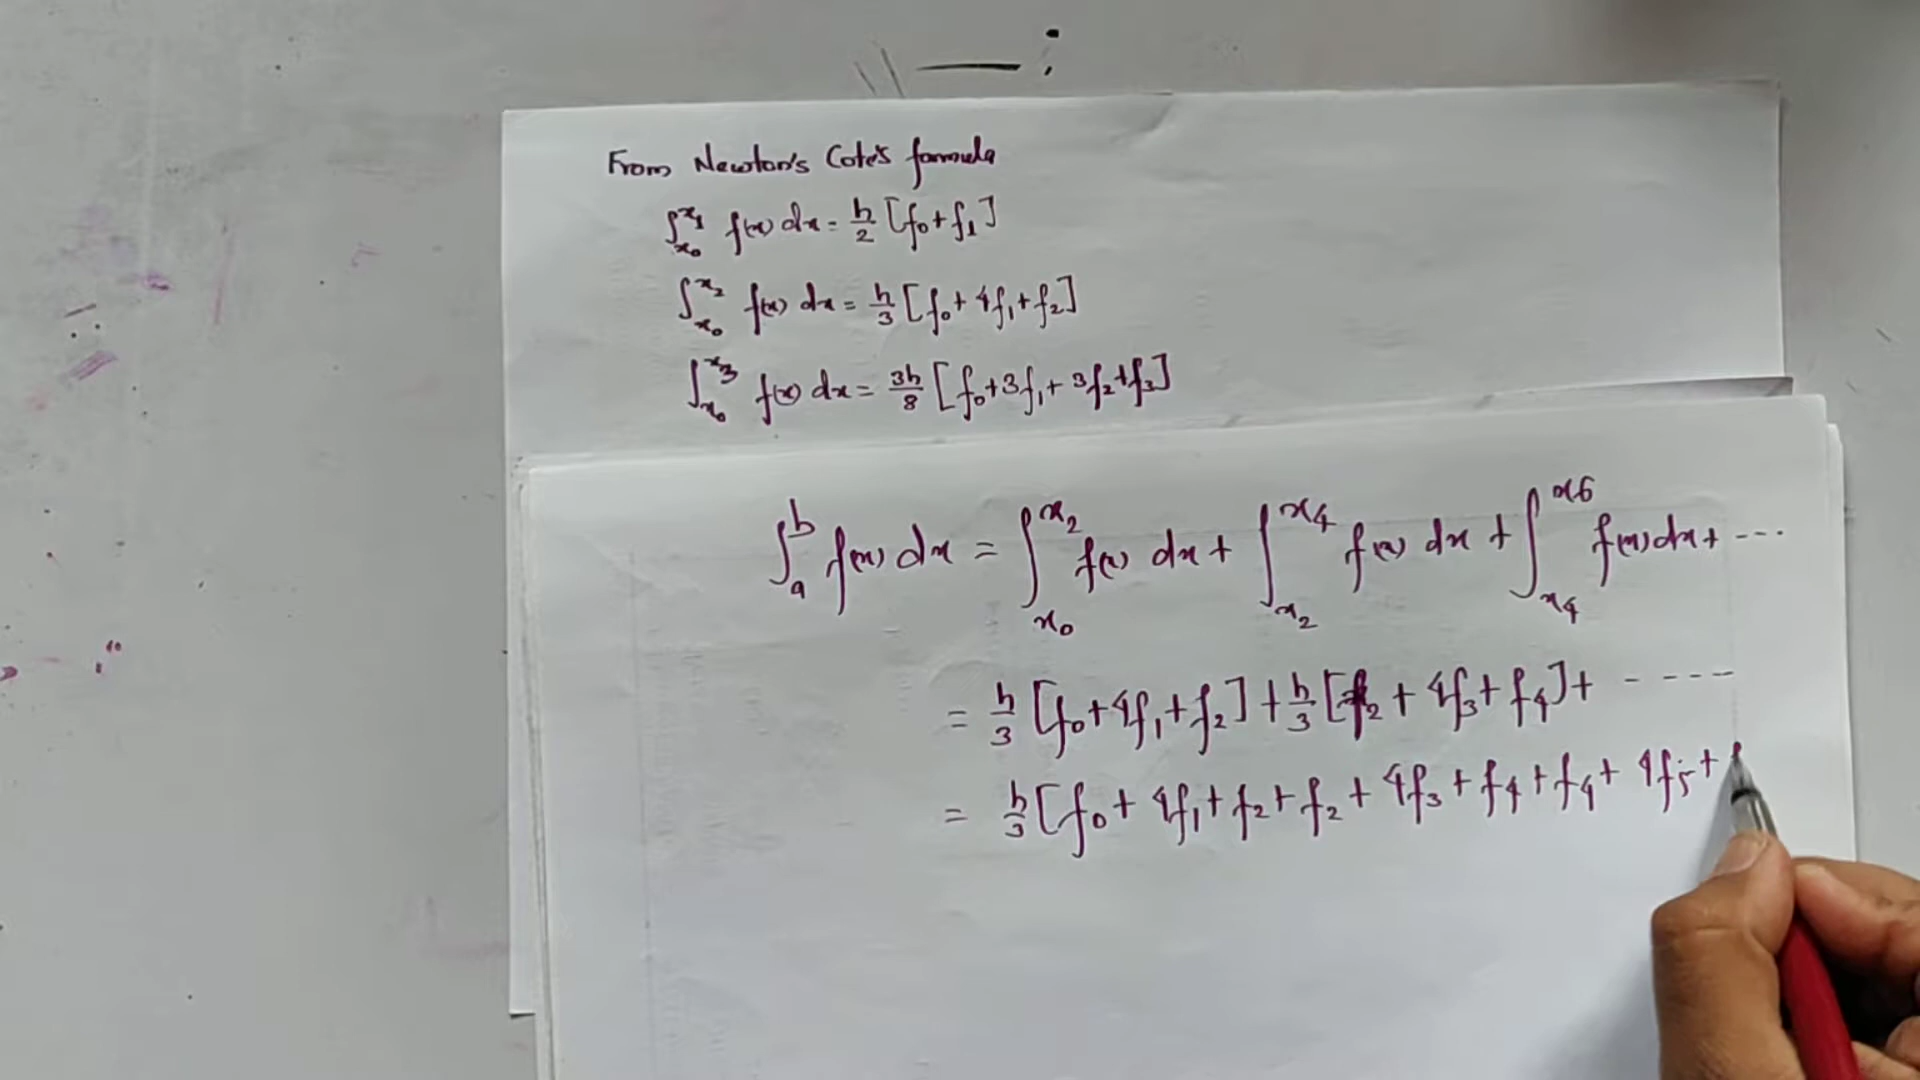 From Newton's Cote's formula
∫_{x₀}^{x₁} f(x) dx = h/2 [f₀ + f₁]
∫_{x₀}^{x₂} f(x) dx = h/3 [f₀ + 4f₁ + f₂]
∫_{x₀}^{x₃} f(x) dx = 3h/8 [f₀ + 3f₁ + 3f₂ + f₃]
∫_a^b f(x) dx = ∫_{x₀}^{x₂} f(x) dx + ∫_{x₂}^{x₄} f(x) dx + ∫_{x₄}^{x₆} f(x) dx + ...
= h/3 [f₀ + 4f₁ + f₂] + h/3 [f₂ + 4f₃ + f₄] + -----
= h/3 [f₀ + 4f₁ + f₂ + f₂ + 4f₃ + f₄ + f₄ + 4f₅ +